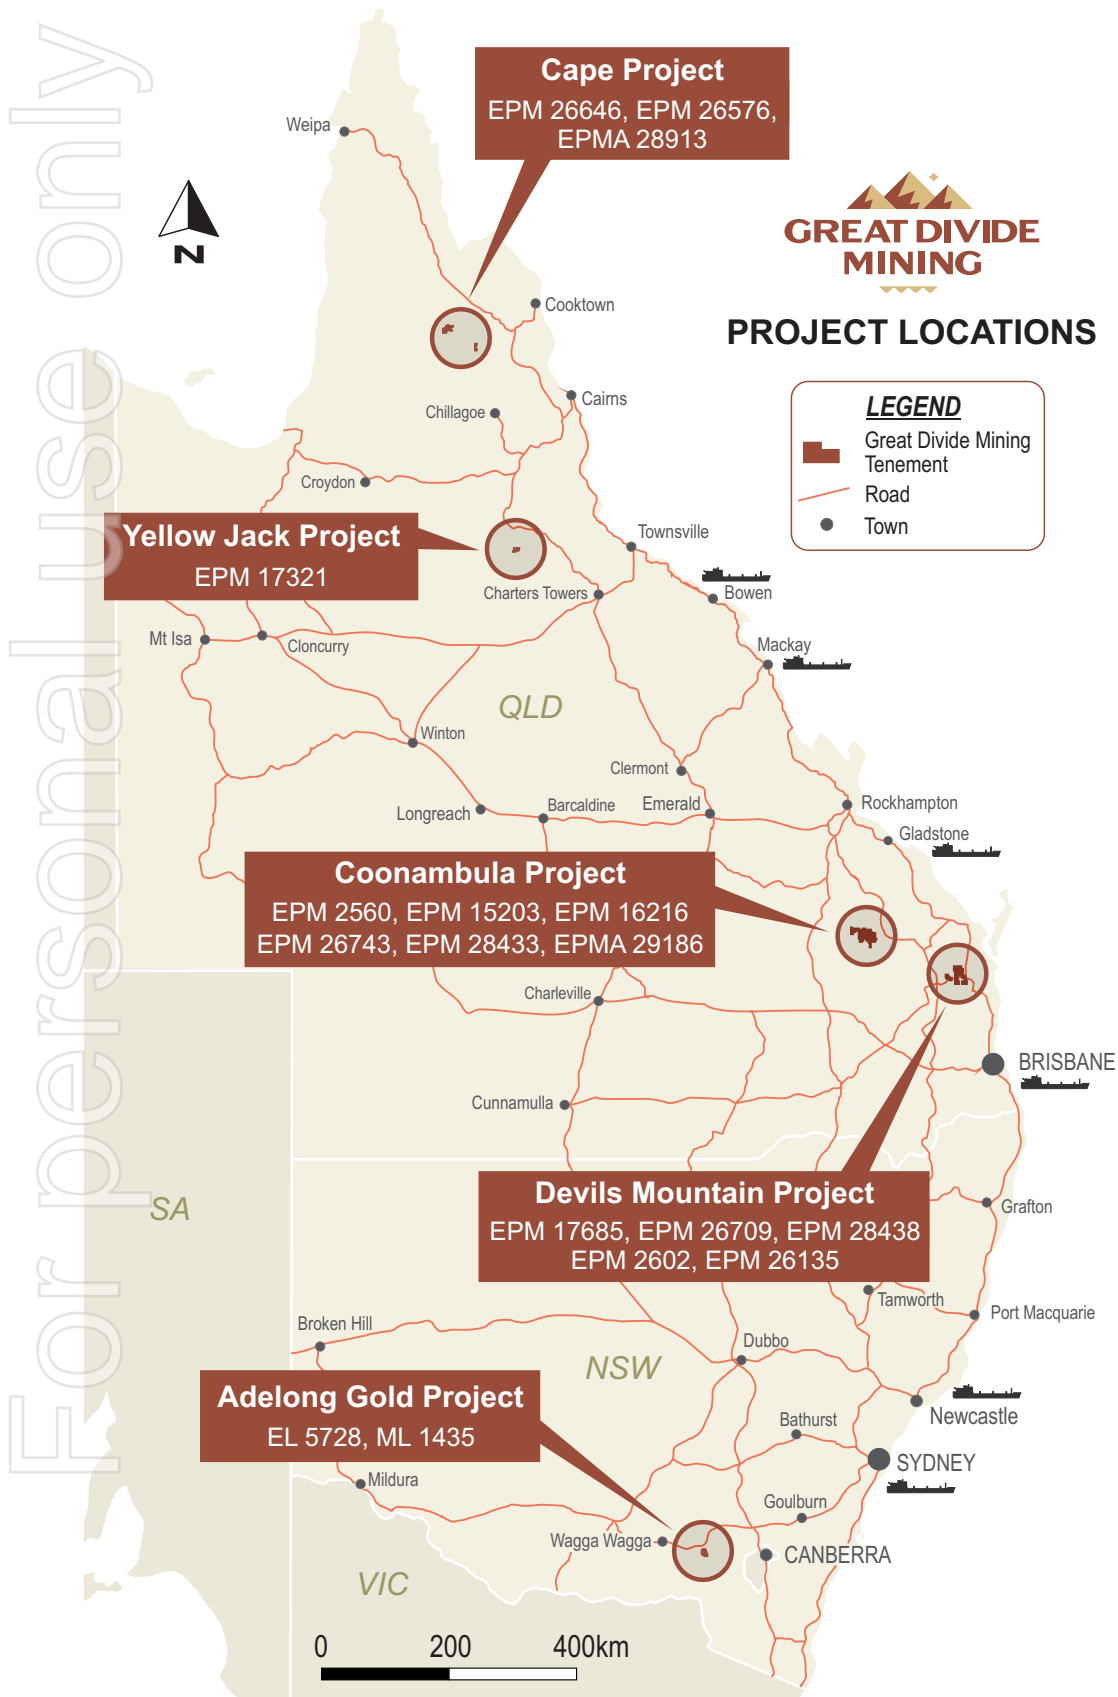 For personal use only
Cape Project
EPM 26646, EPM 26576,
EPMA 28913
Weipa
N
GREAT DIVIDE
MINING
PROJECT LOCATIONS
Cooktown
LEGEND
Great Divide Mining
Tenement
Road
Town
Cairns
Chillagoe
Croydon
Yellow Jack Project
EPM 17321
Townsville
Charters Towers
Bowen
Mt Isa
Cloncurry
Mackay
QLD
Winton
Clermont
Longreach
Barcaldine
Emerald
Rockhampton
Gladstone
Coonambula Project
EPM 2560, EPM 15203, EPM 16216
EPM 26743, EPM 28433, EPMA 29186
Charleville
BRISBANE
Cunnamulla
SA
Devils Mountain Project
EPM 17685, EPM 26709, EPM 28438
EPM 2602, EPM 26135
Grafton
Tamworth
Port Macquarie
Broken Hill
Dubbo
NSW
Adelong Gold Project
EL 5728, ML 1435
Newcastle
Bathurst
SYDNEY
Mildura
Goulburn
Wagga Wagga
CANBERRA
VIC
0 200 400km